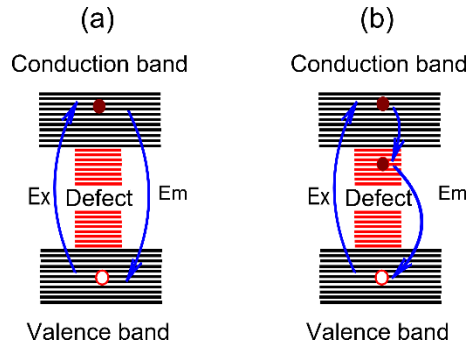 (a)
Conduction band
Ex
Defect
Em
Valence band
(b)
Conduction band
Ex
Defect
Em
Valence band